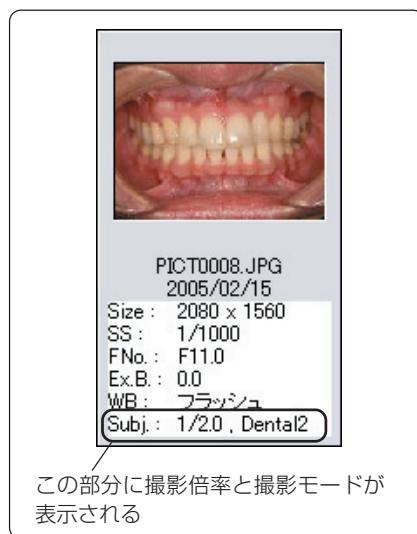 PICT0008.JPG
2005/02/15
Size : 2080 x 1560
SS : 1/1000
FNo. : F11.0
Ex.B. : 0.0
WB : フラッシュ
Subj. : 1/2.0 , Dental2
この部分に撮影倍率と撮影モードが
表示される